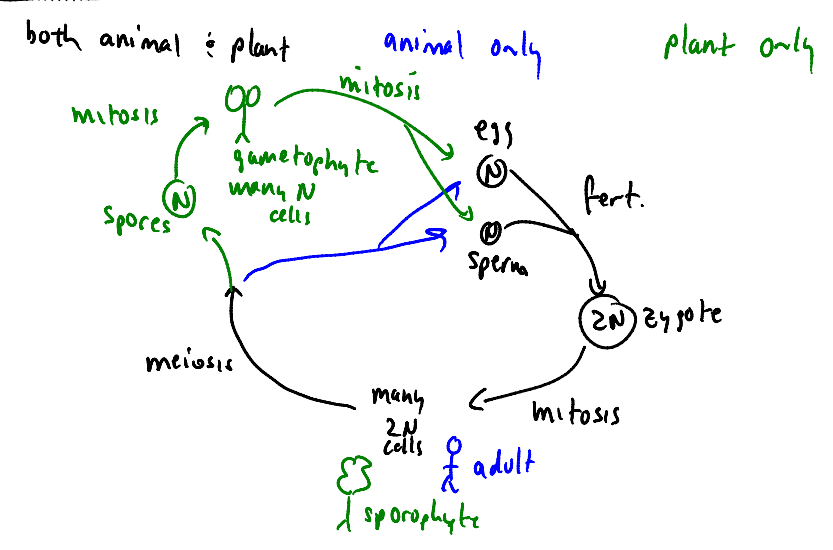 both animal & plant
animal only
plant only
mitosis
mitosis
gametophyte
many N
cells
N
spores
egg
N
N
sperm
fert.
2N
zygote
meiosis
many
2N
cells
mitosis
adult
sporophyte